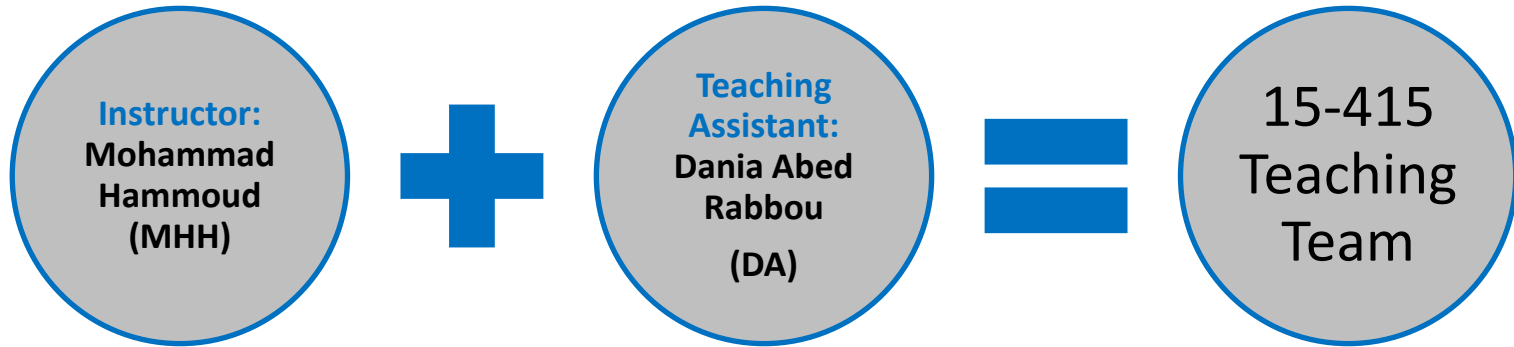 Instructor:
Mohammad
Hammoud
(MHH)
Teaching
Assistant:
Dania Abed
Rabbou
(DA)
15-415
Teaching
Team